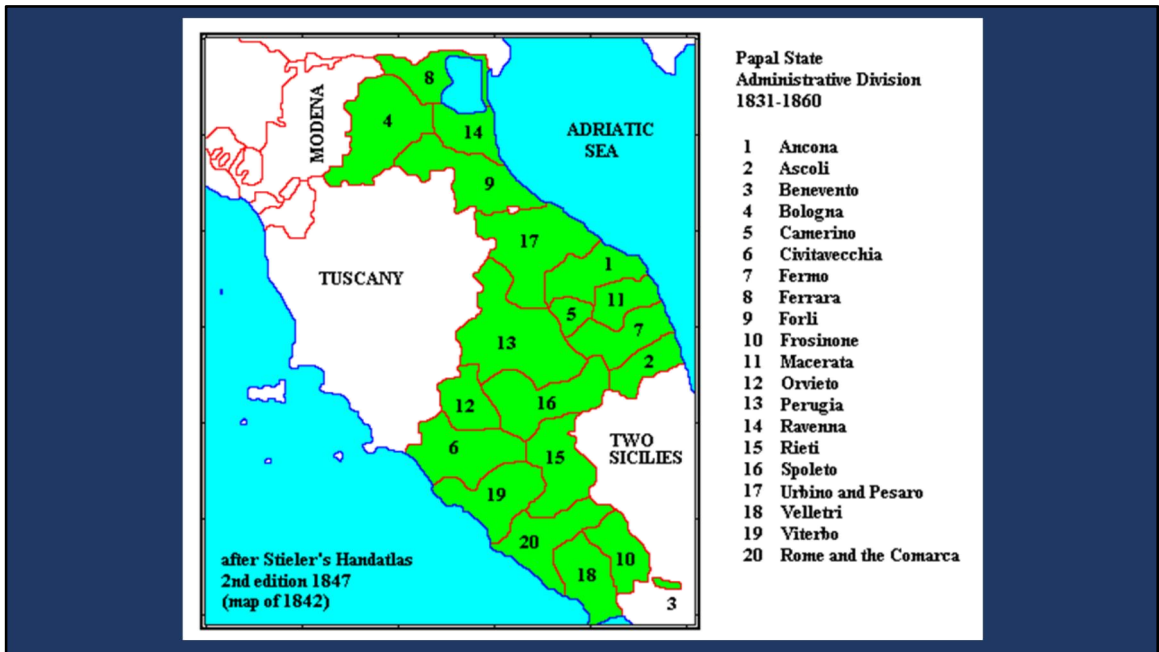 Papal State
Administrative Division
1831-1860
1 Ancona
2 Ascoli
3 Benevento
4 Bologna
5 Camerino
6 Civitavecchia
7 Fermo
8 Ferrara
9 Forli
10 Frosinone
11 Macerata
12 Orvieto
13 Perugia
14 Ravenna
15 Rieti
16 Spoleto
17 Urbino and Pesaro
18 Velletri
19 Viterbo
20 Rome and the Comarca
8
MODENA
4
14
ADRIATIC
SEA
9
17
TUSCANY
1
11
5
7
13
2
12
16
6
15
TWO
SICILIES
19
20
10
18
3
after Stieler's Handatlas
2nd edition 1847
(map of 1842)